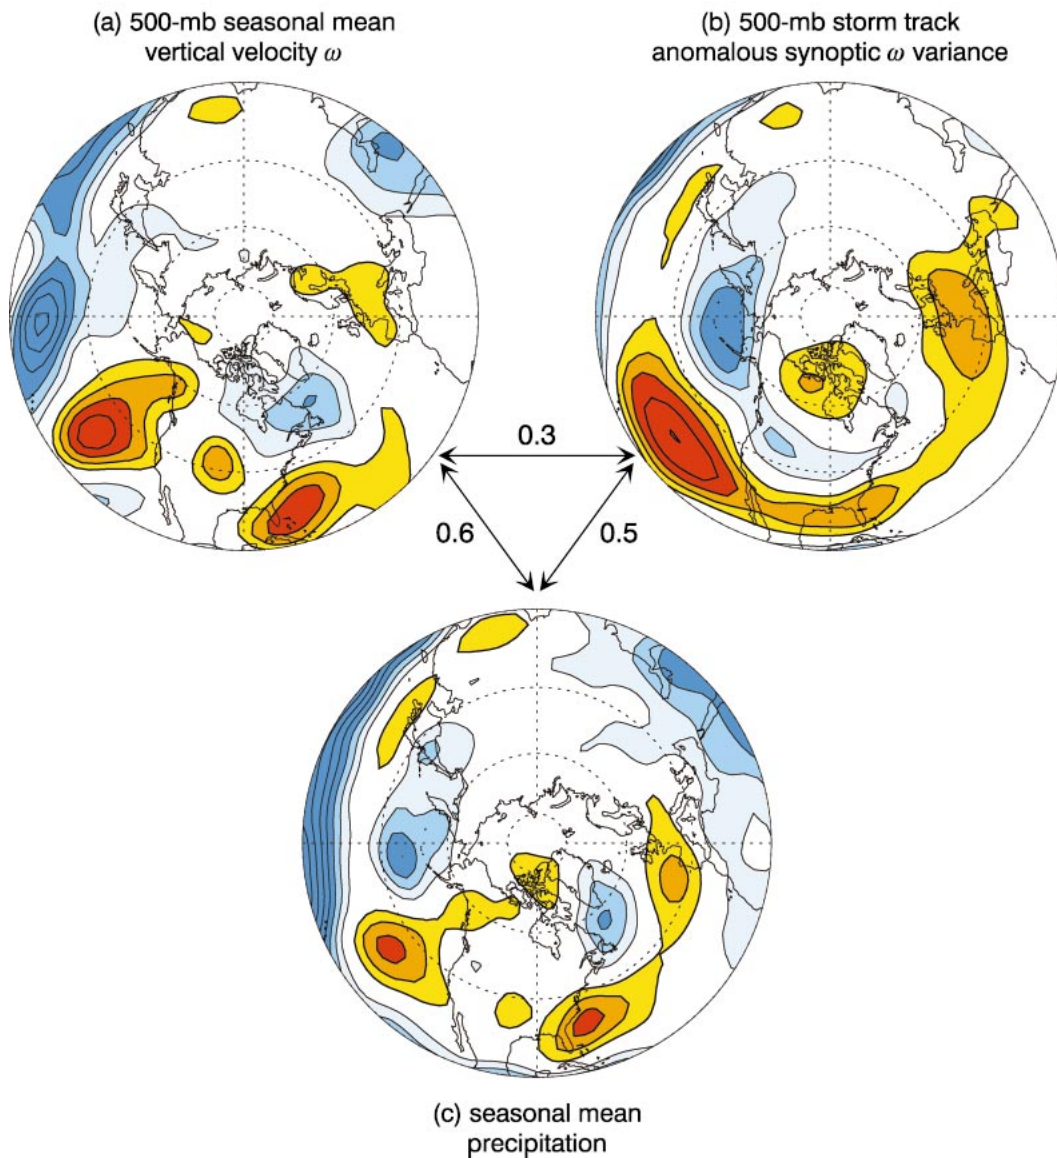 (a) 500-mb seasonal mean
vertical velocity ω
(b) 500-mb storm track
anomalous synoptic ω variance
0.3
0.6
0.5
(c) seasonal mean
precipitation